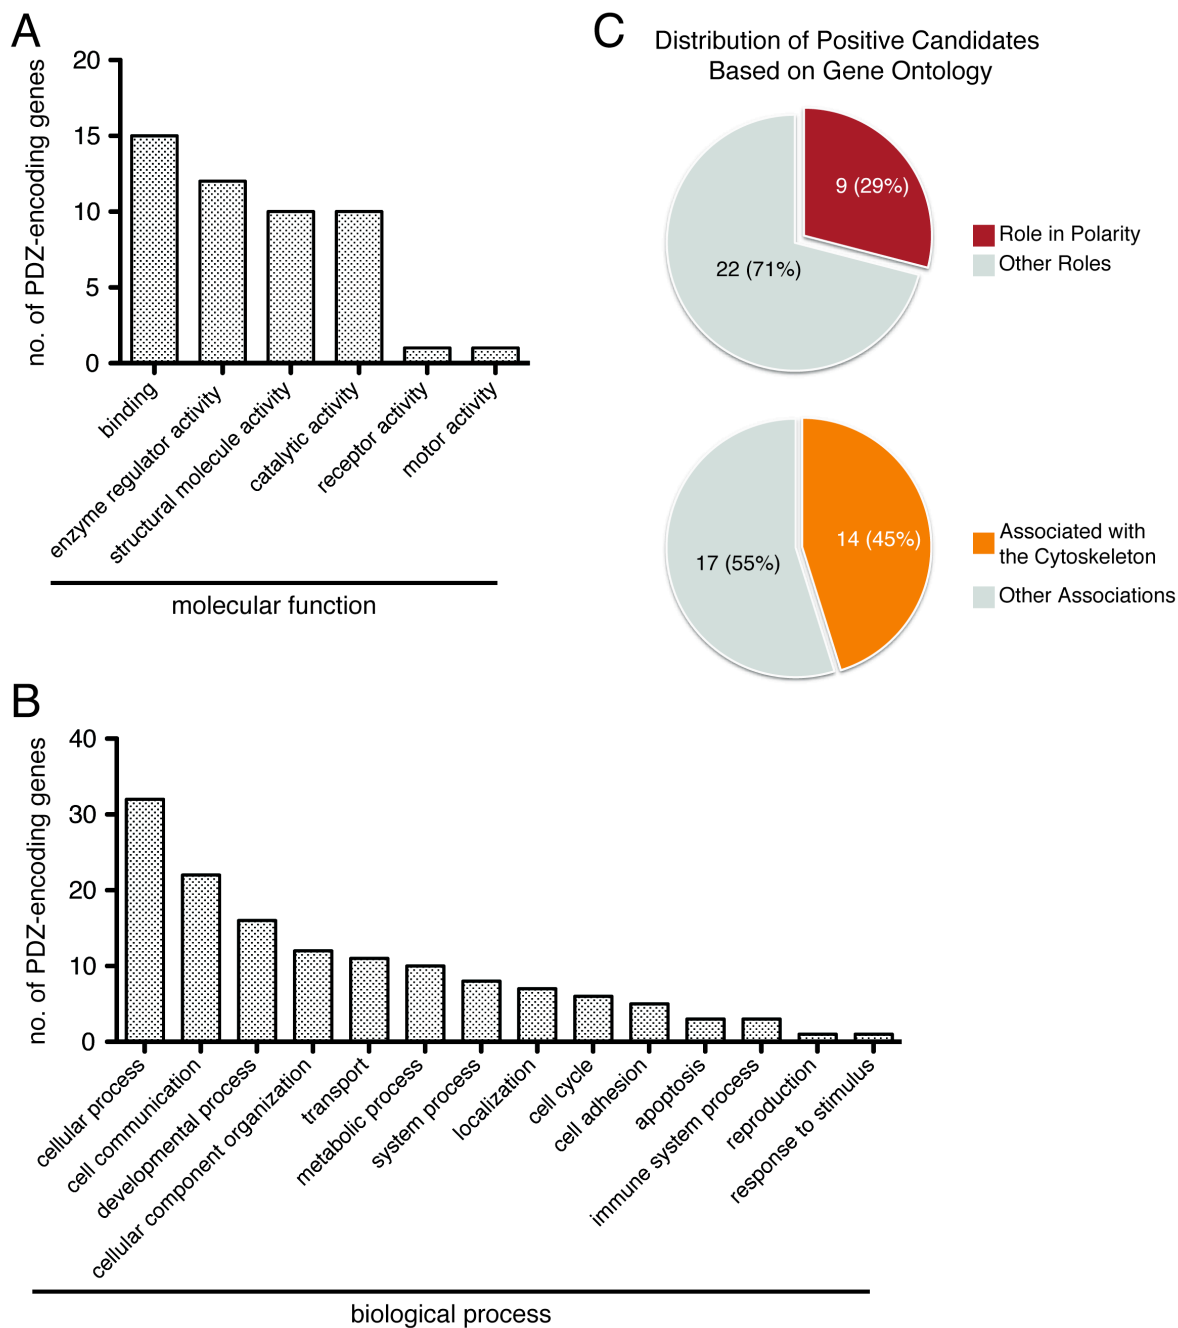 A
no. of PDZ-encoding genes
20
15
10
5
0
binding
enzyme regulator activity
structural molecule activity
catalytic activity
receptor activity
motor activity
molecular function
C
Distribution of Positive Candidates
Based on Gene Ontology
9 (29%)
22 (71%)
Role in Polarity
Other Roles
14 (45%)
17 (55%)
Associated with
the Cytoskeleton
Other Associations
B
no. of PDZ-encoding genes
40
30
20
10
0
cellular process
cell communication
developmental process
cellular component organization
transport
metabolic process
system process
localization
cell cycle
cell adhesion
apoptosis
immune system process
reproduction
response to stimulus
biological process